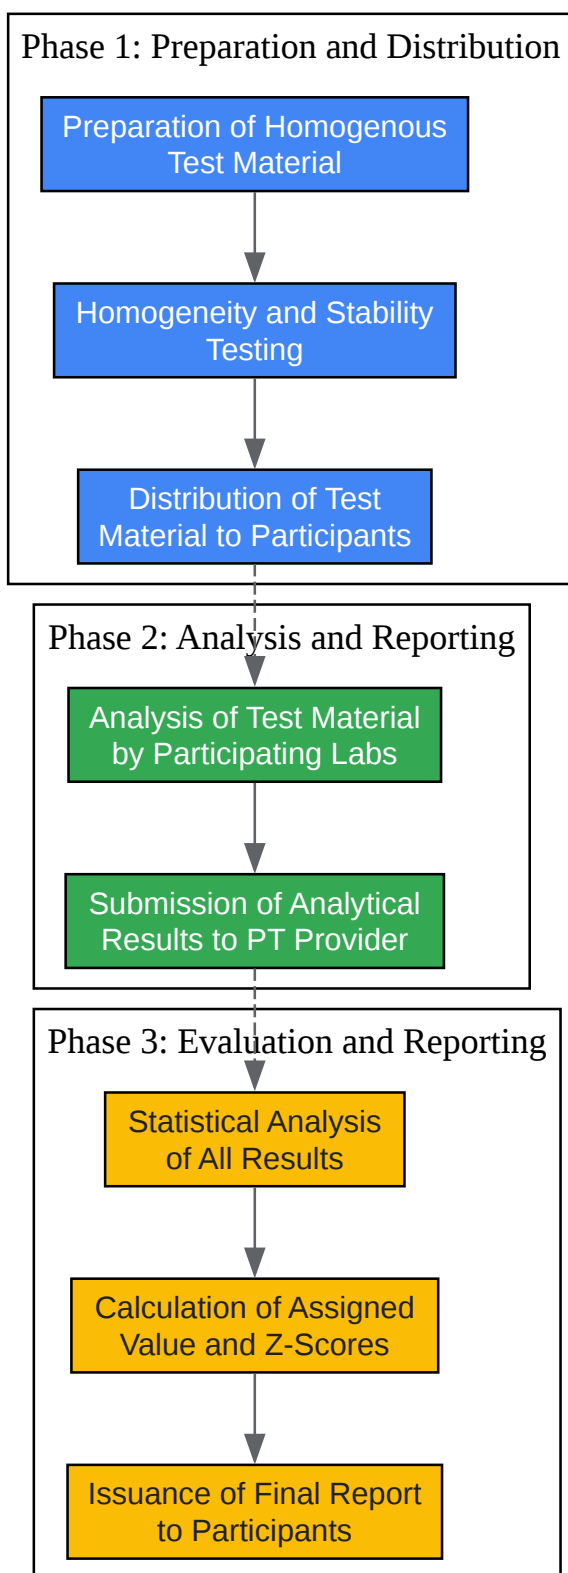 Phase 1: Preparation and Distribution
Preparation of Homogenous
Test Material
Homogeneity and Stability
Testing
Distribution of Test
Material to Participants
Phase 2: Analysis and Reporting
Analysis of Test Material
by Participating Labs
Submission of Analytical
Results to PT Provider
Phase 3: Evaluation and Reporting
Statistical Analysis
of All Results
Calculation of Assigned
Value and Z-Scores
Issuance of Final Report
to Participants